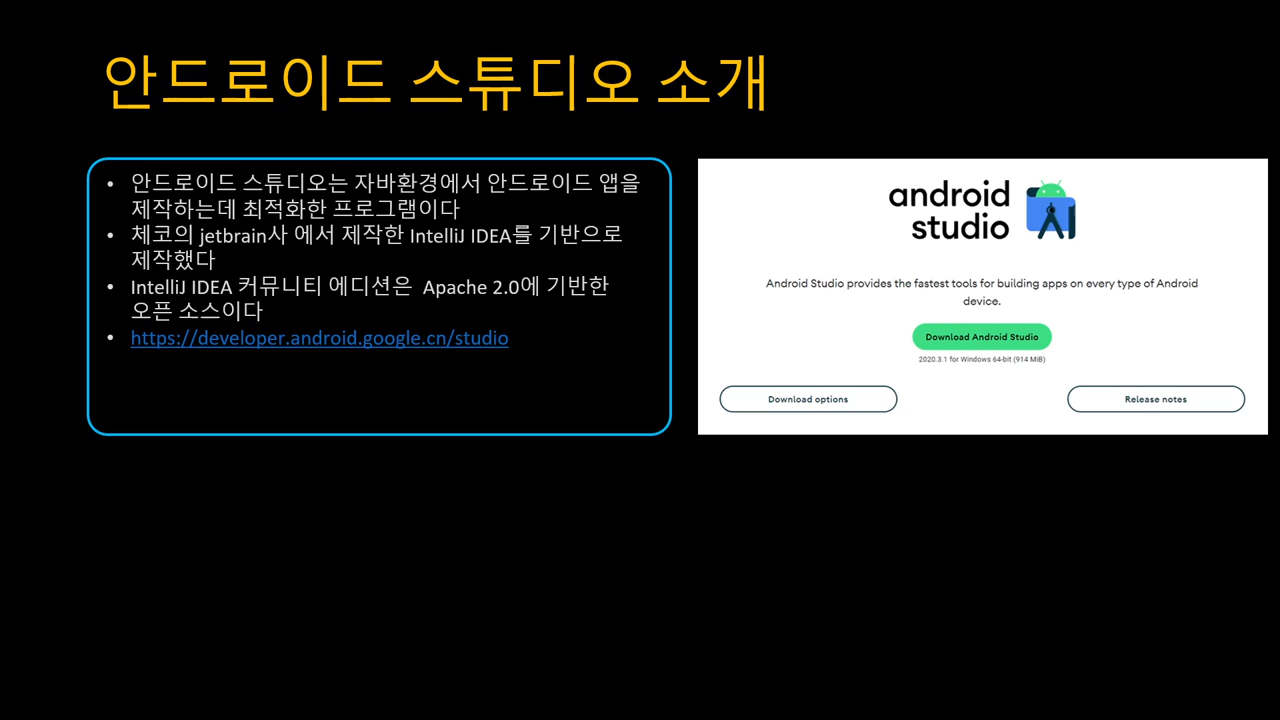 안드로이드 스튜디오 소개
• 안드로이드 스튜디오는 자바환경에서 안드로이드 앱을
제작하는데 최적화한 프로그램이다
• 체코의 jetbrain사 에서 제작한 IntelliJ IDEA를 기반으로
제작했다
• IntelliJ IDEA 커뮤니티 에디션은 Apache 2.0에 기반한
오픈 소스이다
• https://developer.android.google.cn/studio
android
studio
Android Studio provides the fastest tools for building apps on every type of Android
device.
Download Android Studio
2020.3.1 for Windows 64-bit (914 MiB)
Download options
Release notes